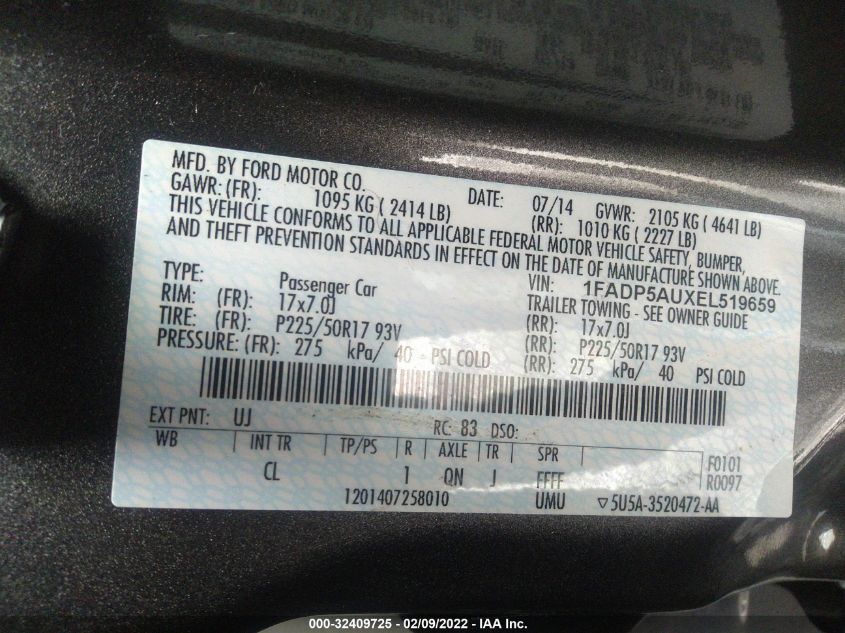 MFD. BY FORD MOTOR CO. DATE: 07/14 GVWR: 2105 KG ( 4641 LB)
GAWR: (FR): 1095 KG ( 2414 LB) (RR): 1010 KG ( 2227 LB)
THIS VEHICLE CONFORMS TO ALL APPLICABLE FEDERAL MOTOR VEHICLE SAFETY, BUMPER,
AND THEFT PREVENTION STANDARDS IN EFFECT ON THE DATE OF MANUFACTURE SHOWN ABOVE.
VIN: 1FADP5AUXEL519659
TYPE: Passenger Car TRAILER TOWING - SEE OWNER GUIDE
RIM: (FR): 17x7.0J (RR): 17x7.0J
TIRE: (FR): P225/50R17 93V (RR): P225/50R17 93V
PRESSURE: (FR): 275 kPa/ 40 PSI COLD (RR): 275 kPa/ 40 PSI COLD
EXT PNT: UJ RC: 83 DSO:
WB INT TR TP/PS R AXLE TR SPR F0101
CL 1 QN J FFFF R0097
1201407258010 UMU ▽5U5A-3520472-AA
000-32409725 - 02/09/2022 - IAA Inc.